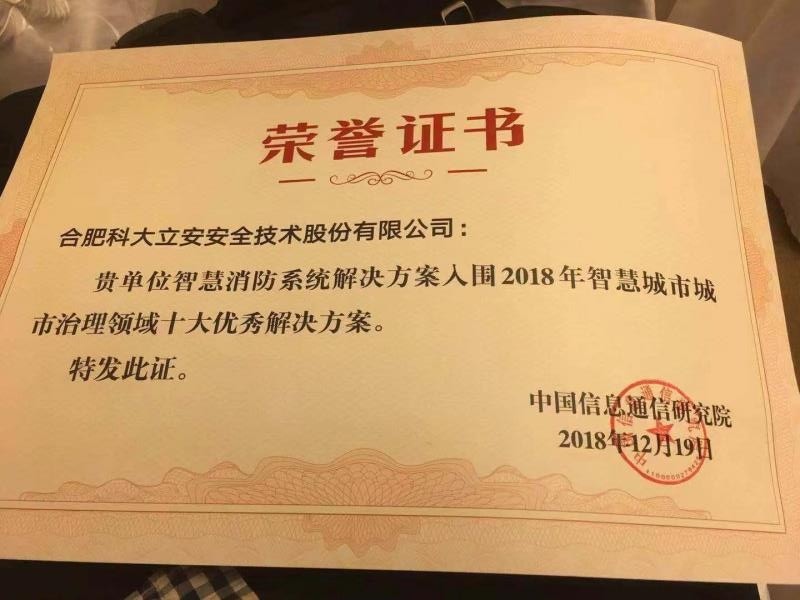 荣誉证书
合肥科大立安安全技术股份有限公司：
贵单位智慧消防系统解决方案入围2018年智慧城市城
市治理领域十大优秀解决方案。
特发此证。
中国信息通信研究院
2018年12月19日